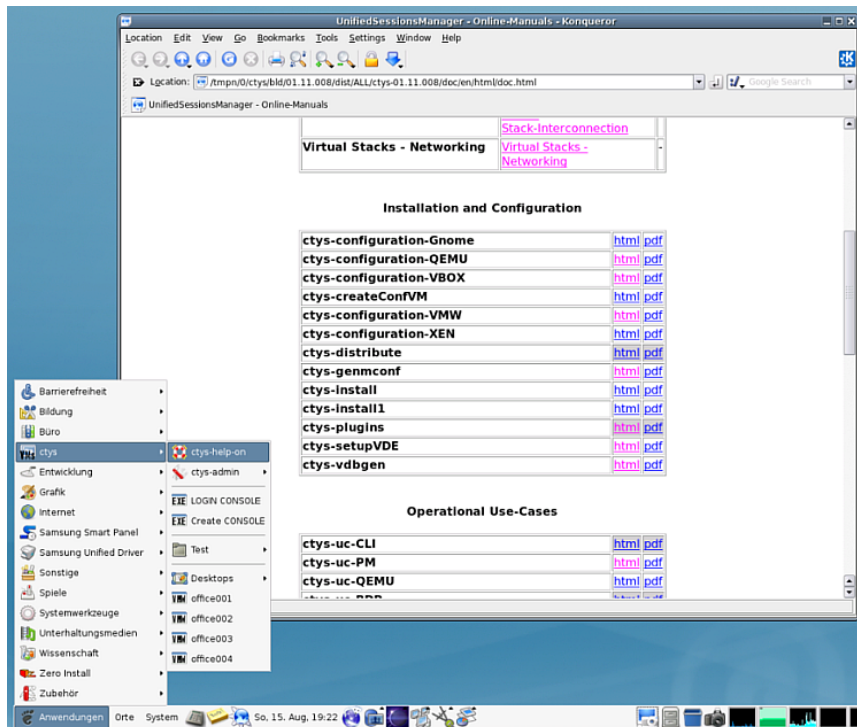 UnifiedSessionsManager - Online-Manuals - Konqueror
Location Edit View Go Bookmarks Tools Settings Window Help
Location: /tmpn/0/ctys/bld/01.11.008/dist/ALL/ctys-01.11.008/doc/en/html/doc.html
Google Search
UnifiedSessionsManager - Online-Manuals
Stack-Interconnection
Virtual Stacks - Networking Virtual Stacks - -
Networking
Installation and Configuration
ctys-configuration-Gnome html pdf
ctys-configuration-QEMU html pdf
ctys-configuration-VBOX html pdf
ctys-createConfVM html pdf
ctys-configuration-VMW html pdf
ctys-configuration-XEN html pdf
ctys-distribute html pdf
ctys-genmconf html pdf
ctys-install html pdf
ctys-install1 html pdf
ctys-plugins html pdf
ctys-setupVDE html pdf
ctys-vdbgen html pdf
Operational Use-Cases
ctys-uc-CLI html pdf
ctys-uc-PM html pdf
ctys-uc-QEMU html pdf
Barrierefreiheit
Bildung
Büro
ctys
Entwicklung
Grafik
Internet
Samsung Smart Panel
Samsung Unified Driver
Sonstige
Spiele
Systemwerkzeuge
Unterhaltungsmedien
Wissenschaft
Zero Install
Zubehör
ctys-help-on
ctys-admin
EXE LOGIN CONSOLE
EXE Create CONSOLE
Test
Desktops
office001
office002
office003
office004
Anwendungen Orte System So, 15. Aug, 19:22